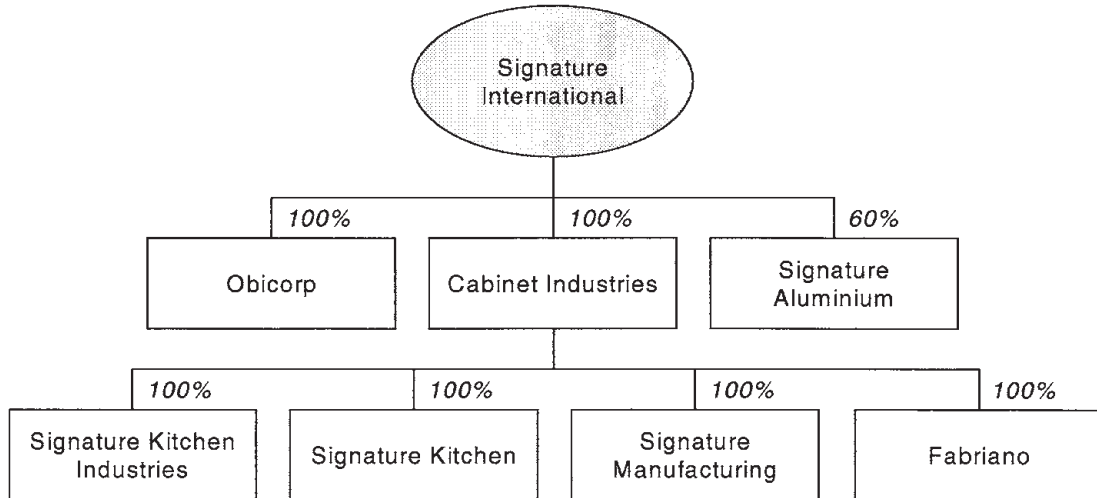 Signature
International
100%
100%
60%
Obicorp
Cabinet Industries
Signature
Aluminium
100%
100%
100%
100%
Signature Kitchen
Industries
Signature Kitchen
Signature
Manufacturing
Fabriano